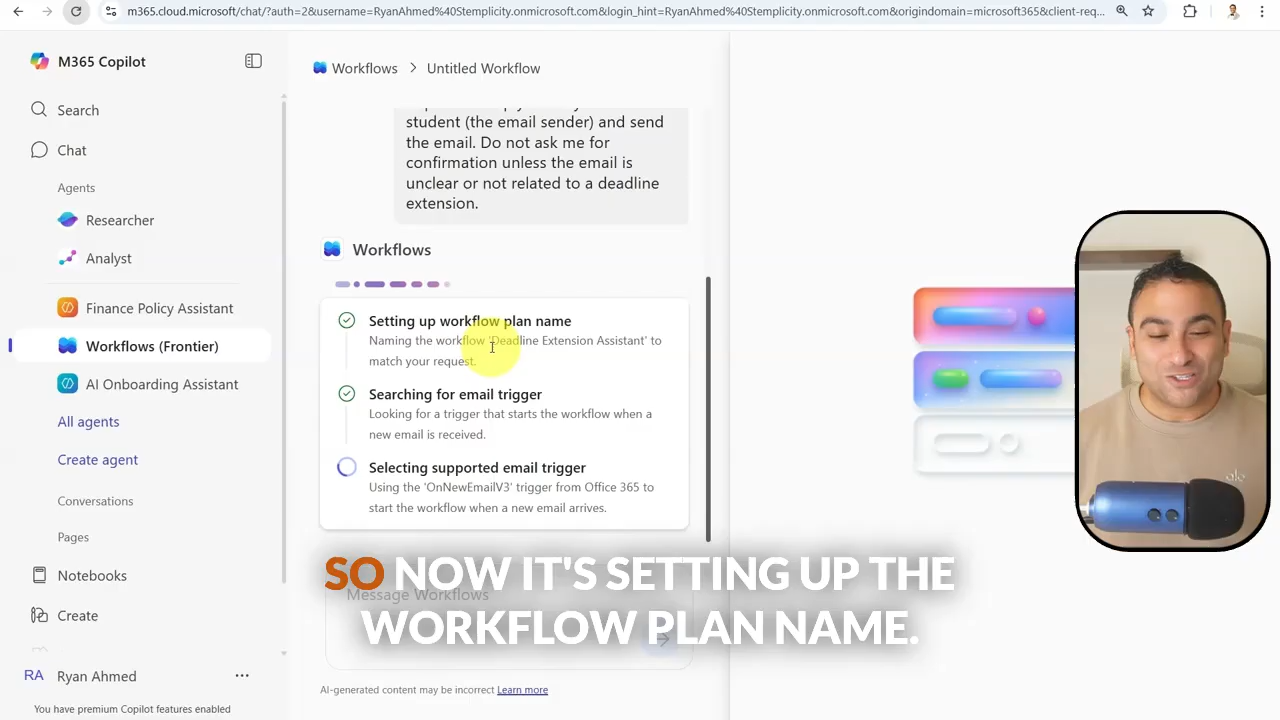 m365.cloud.microsoft/chat/?auth=2&username=RyanAhmed%40Stemplicity.onmicrosoft.com&login_hint=RyanAhmed%40Stemplicity.onmicrosoft.com&origindomain=microsoft365&client-req...
M365 Copilot
Search
Chat
Agents
Researcher
Analyst
Finance Policy Assistant
Workflows (Frontier)
AI Onboarding Assistant
All agents
Create agent
Conversations
Pages
Notebooks
Create
RA Ryan Ahmed
You have premium Copilot features enabled
Workflows > Untitled Workflow
student (the email sender) and send
the email. Do not ask me for
confirmation unless the email is
unclear or not related to a deadline
extension.
Workflows
Setting up workflow plan name
Naming the workflow 'Deadline Extension Assistant' to
match your request.
Searching for email trigger
Looking for a trigger that starts the workflow when a
new email is received.
Selecting supported email trigger
Using the 'OnNewEmailV3' trigger from Office 365 to
start the workflow when a new email arrives.
SO NOW IT'S SETTING UP THE
WORKFLOW PLAN NAME.
Message Workflows
AI-generated content may be incorrect Learn more